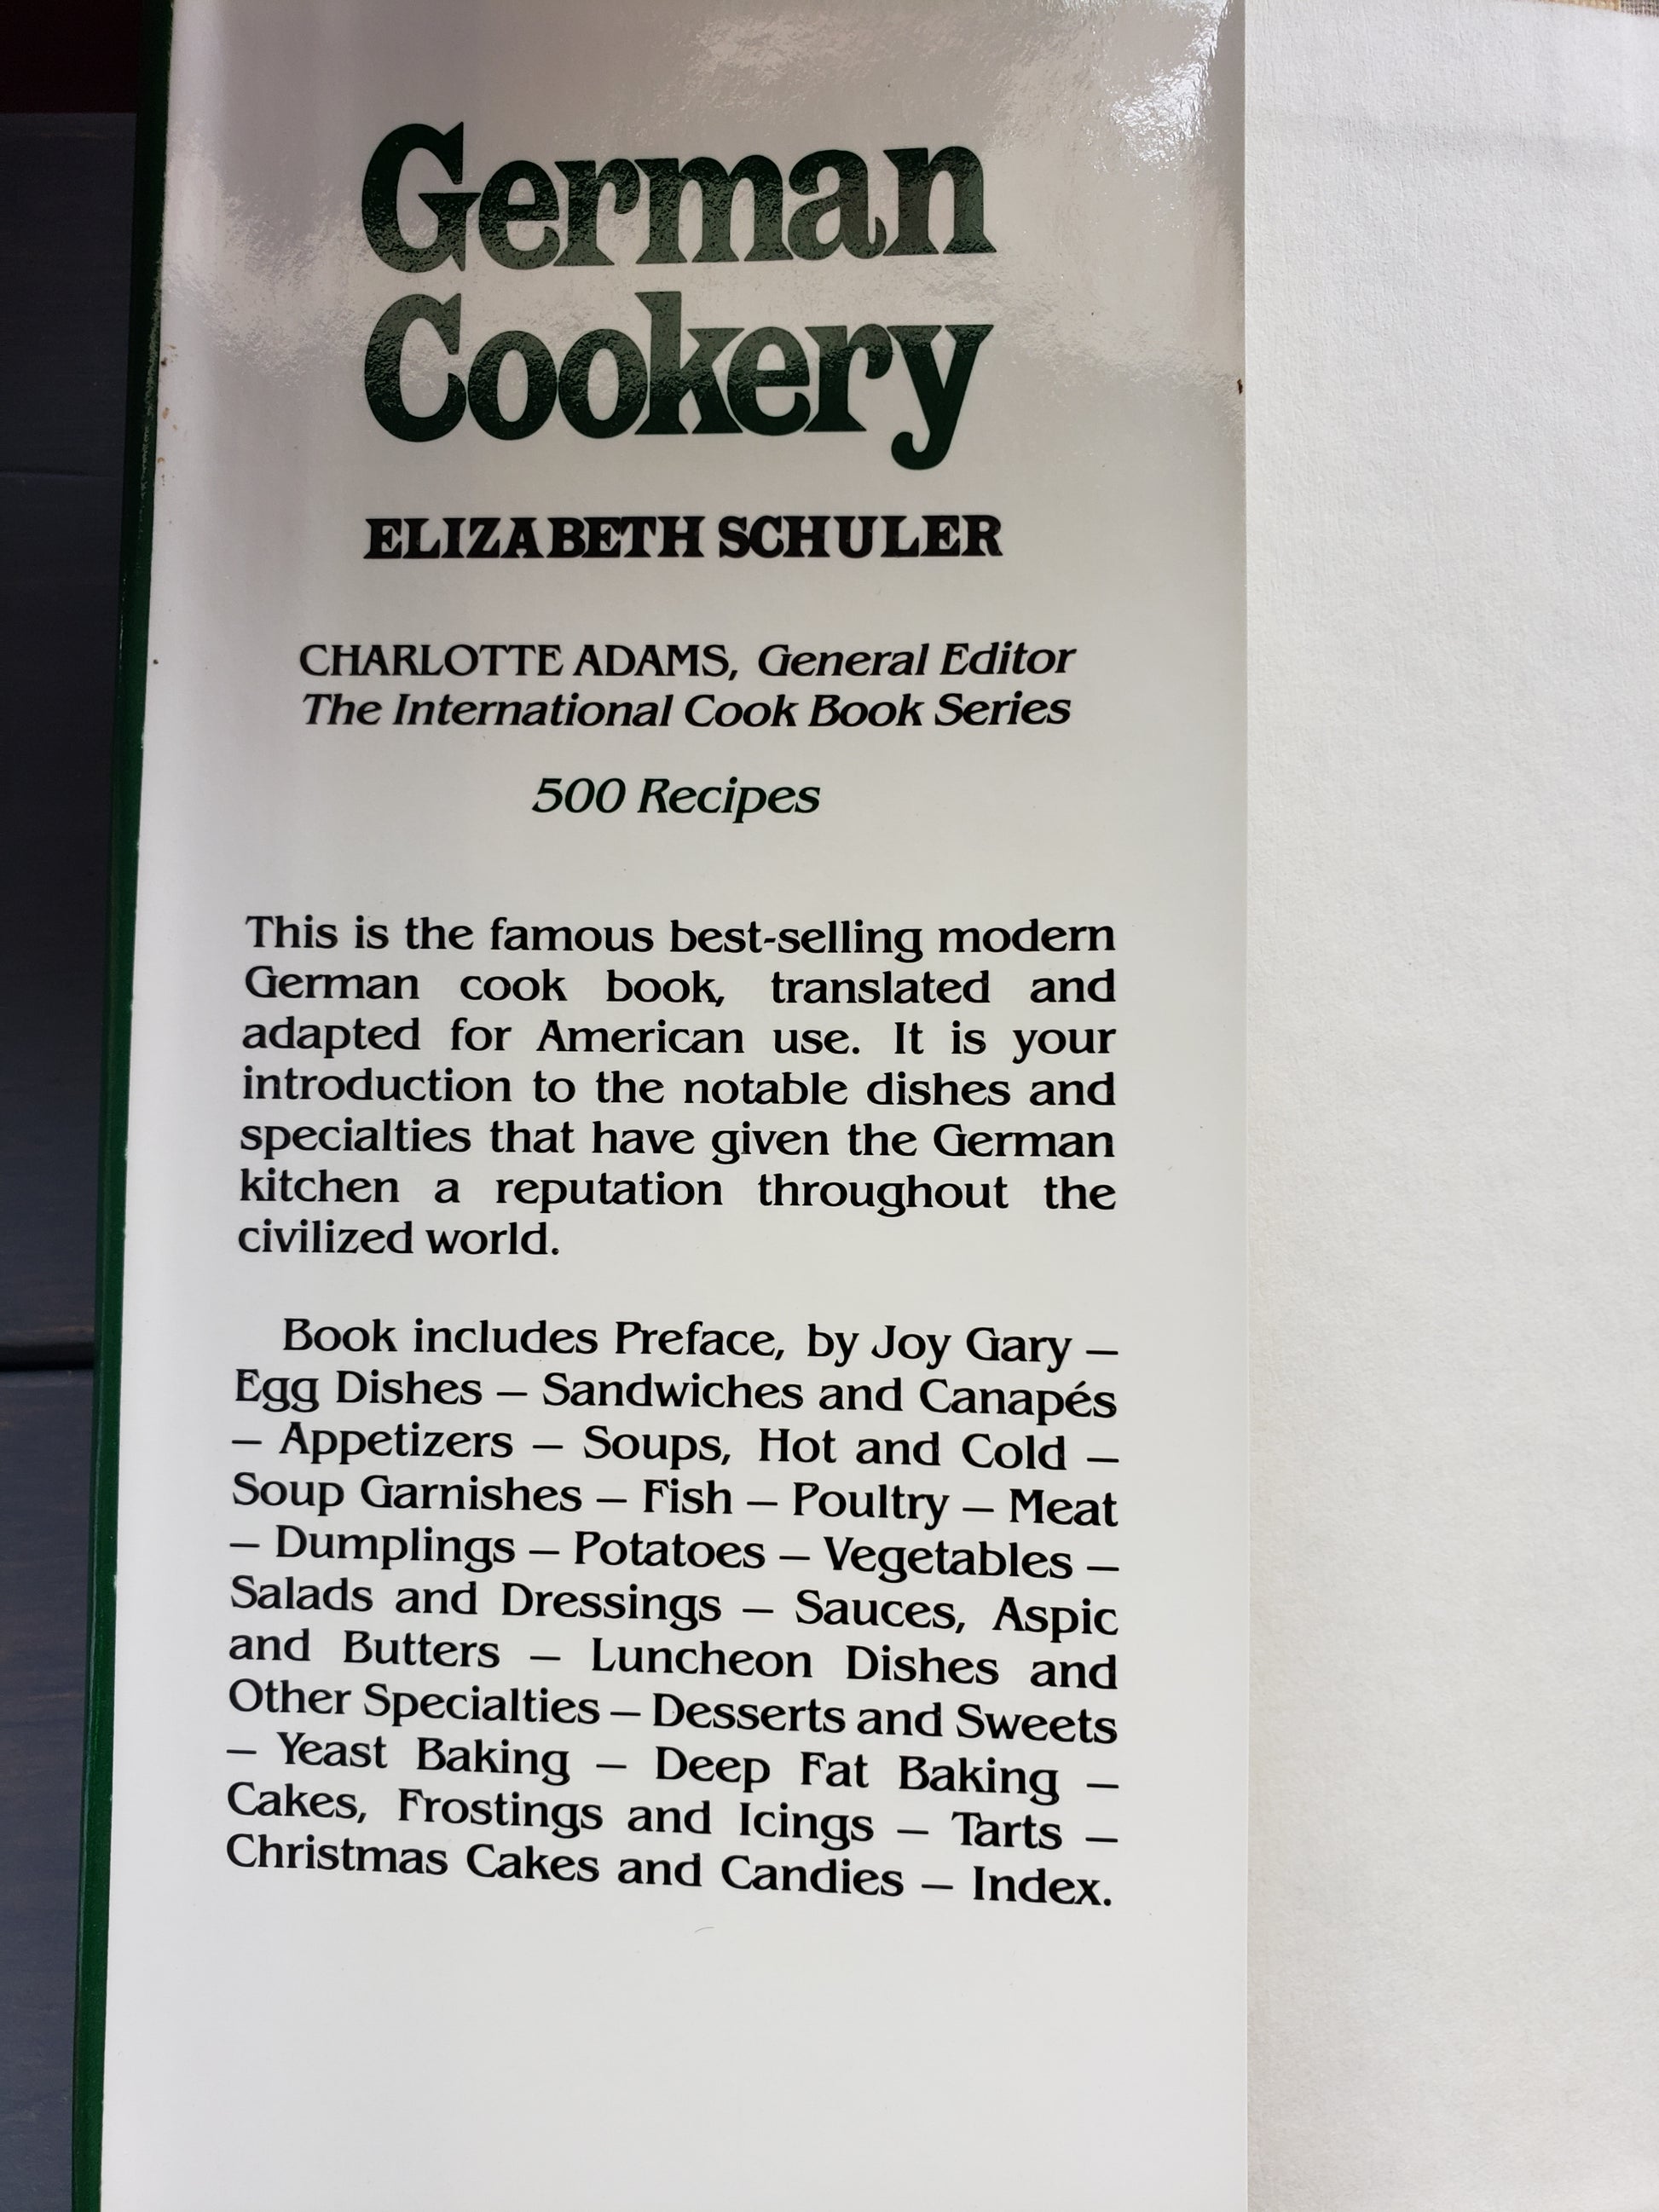 German
Cookery
ELIZABETH SCHULER
CHARLOTTE ADAMS, General Editor
The International Cook Book Series
500 Recipes
This is the famous best-selling modern
German cook book, translated and
adapted for American use. It is your
introduction to the notable dishes and
specialties that have given the German
kitchen a reputation throughout the
civilized world.
Book includes Preface, by Joy Gary —
Egg Dishes — Sandwiches and Canapés
— Appetizers — Soups, Hot and Cold —
Soup Garnishes — Fish — Poultry — Meat
— Dumplings — Potatoes — Vegetables —
Salads and Dressings — Sauces, Aspic
and Butters — Luncheon Dishes and
Other Specialties — Desserts and Sweets
— Yeast Baking — Deep Fat Baking —
Cakes, Frostings and Icings — Tarts —
Christmas Cakes and Candies — Index.